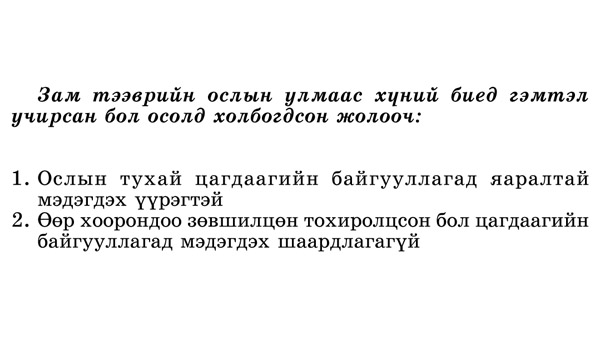 Зам тээврийн ослын улмаас хүний биед гэмтэл
учирсан бол осолд холбогдсон жолооч:
1. Ослын тухай цагдаагийн байгууллагад яаралтай
мэдэгдэх үүрэгтэй
2. Өөр хоорондоо зөвшилцөн тохиролцсон бол цагдаагийн
байгууллагад мэдэгдэх шаардлагагүй